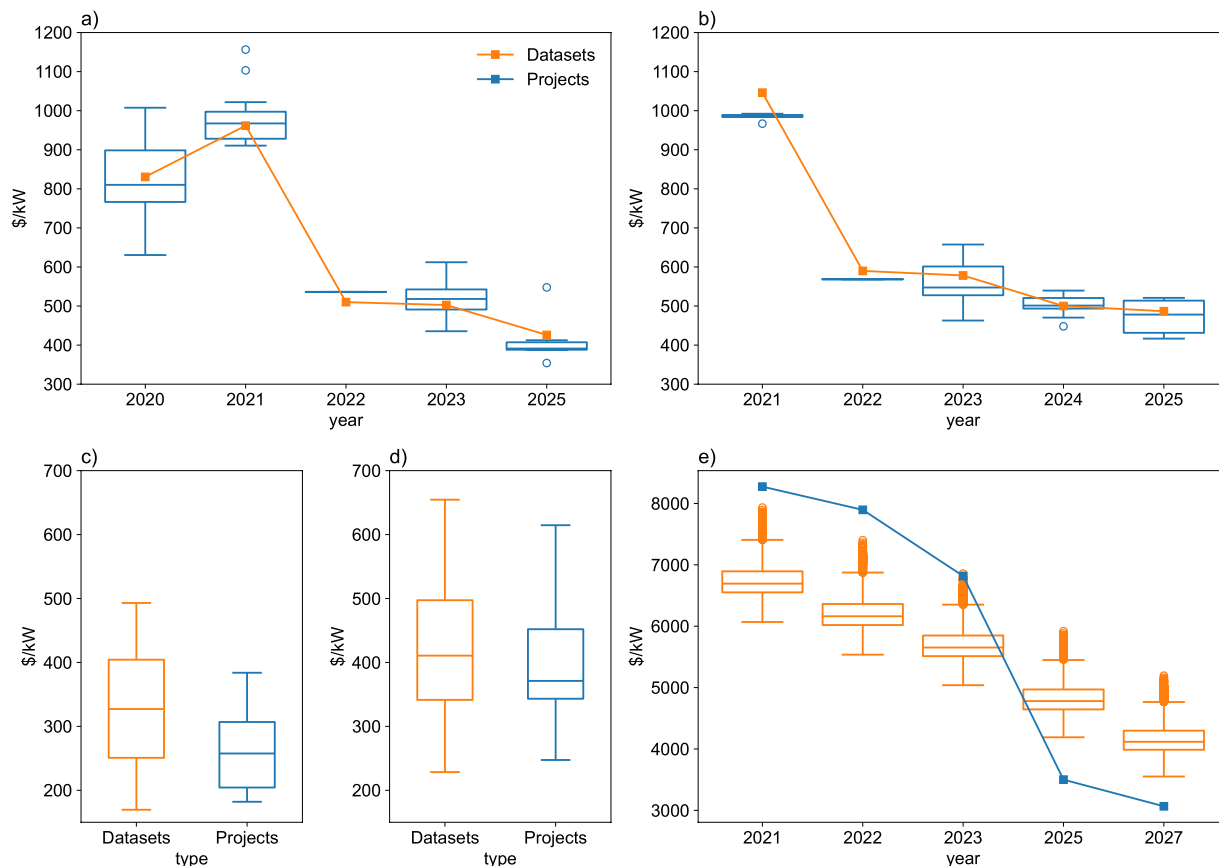 a)
1200
1100
1000
900
800
700
600
500
400
300
$/kW
2020 2021 2022 2023 2025
year
Datasets
Projects
b)
1200
1100
1000
900
800
700
600
500
400
300
$/kW
2021 2022 2023 2024 2025
year
c)
700
600
500
400
300
200
$/kW
Datasets Projects
type
d)
700
600
500
400
300
200
$/kW
Datasets Projects
type
e)
8000
7000
6000
5000
4000
3000
$/kW
2021 2022 2023 2025 2027
year